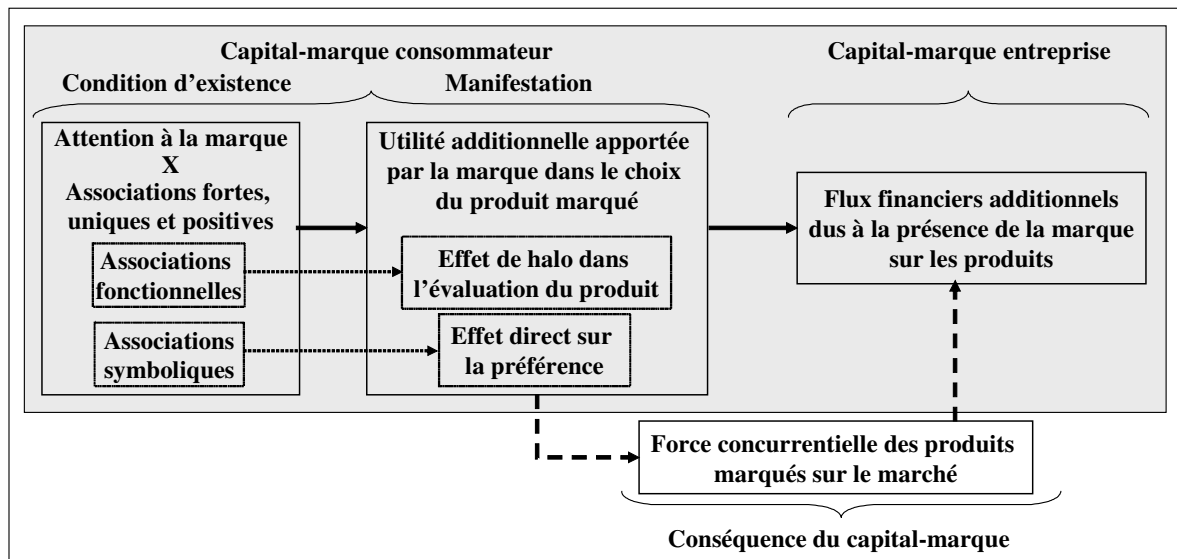 Capital-marque consommateur
Condition d’existence
Manifestation
Capital-marque entreprise
Attention à la marque
X
Associations fortes,
uniques et positives
Associations
fonctionnelles
Associations
symboliques
Utilité additionnelle apportée
par la marque dans le choix
du produit marqué
Effet de halo dans
l’évaluation du produit
Effet direct sur
la préférence
Flux financiers additionnels
dus à la présence de la marque
sur les produits
Force concurrentielle des produits
marqués sur le marché
Conséquence du capital-marque